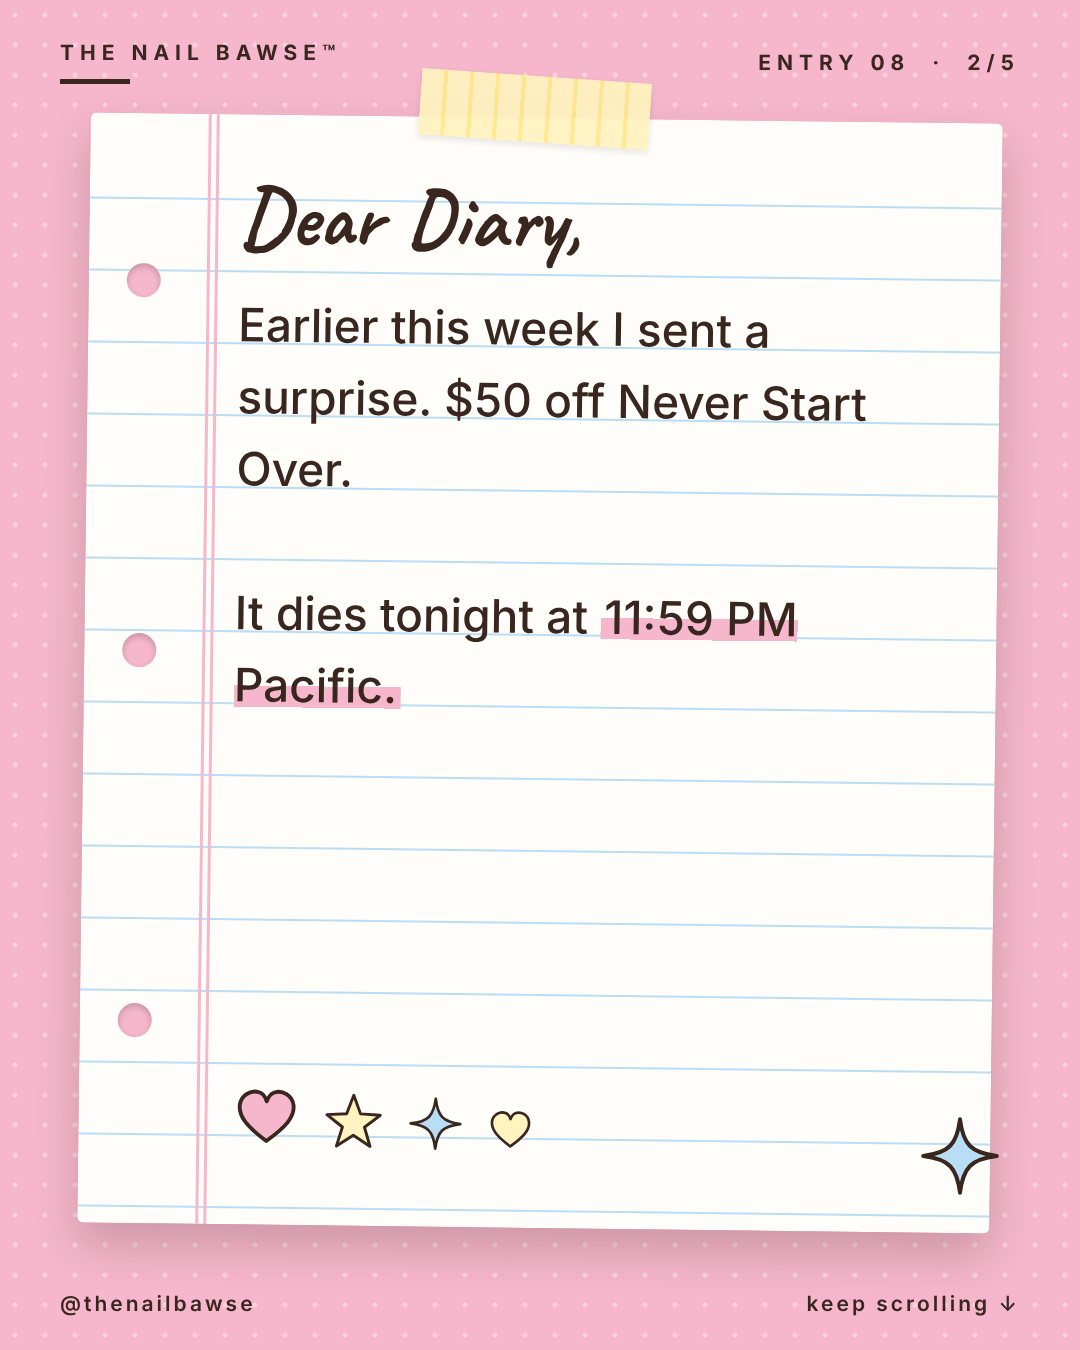 THE NAIL BAWSE™
ENTRY 08 · 2/5
Dear Diary,
Earlier this week I sent a
surprise. $50 off Never Start
Over.
It dies tonight at 11:59 PM
Pacific.
@thenailbawse
keep scrolling ↓